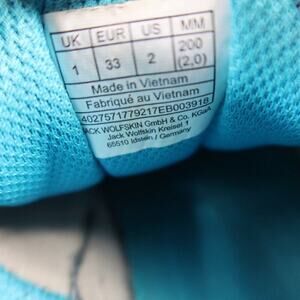 UK EUR US MM
1 33 2 200
(2,0)
Made in Vietnam
Fabriqué au Vietnam
4027571779217EB003918
JACK WOLFSKIN GmbH & Co. KGaA
Jack Wolfskin Kreisel 1
65510 Idstein / Germany